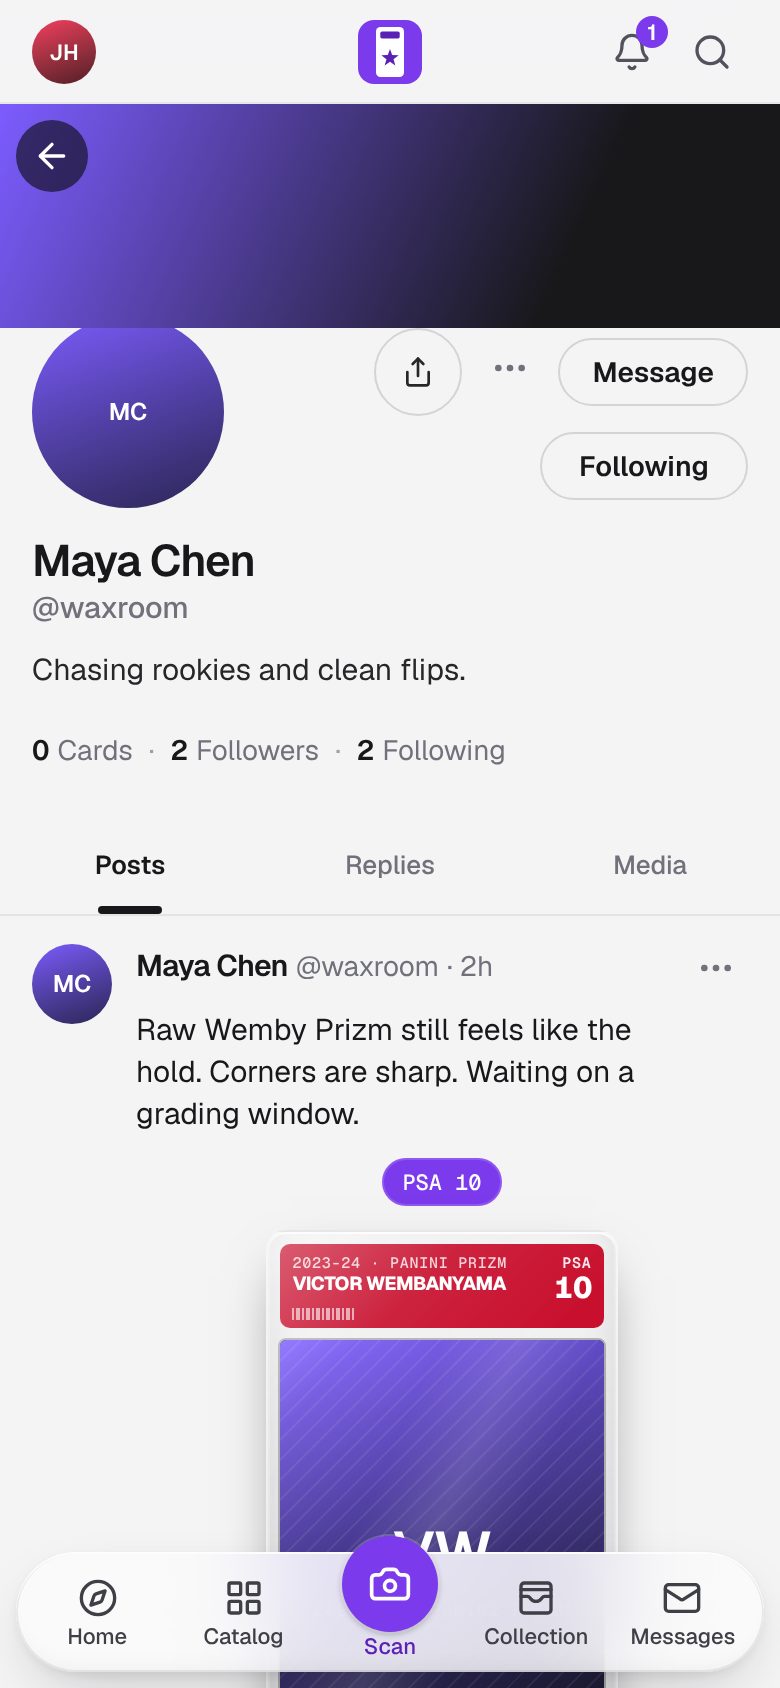 JH
1
MC
Message
Following
Maya Chen
@waxroom
Chasing rookies and clean flips.
0 Cards · 2 Followers · 2 Following
Posts Replies Media
MC
Maya Chen @waxroom · 2h
Raw Wemby Prizm still feels like the
hold. Corners are sharp. Waiting on a
grading window.
PSA 10
2023-24 · PANINI PRIZM PSA
VICTOR WEMBANYAMA 10
VW
Home Catalog Scan Collection Messages